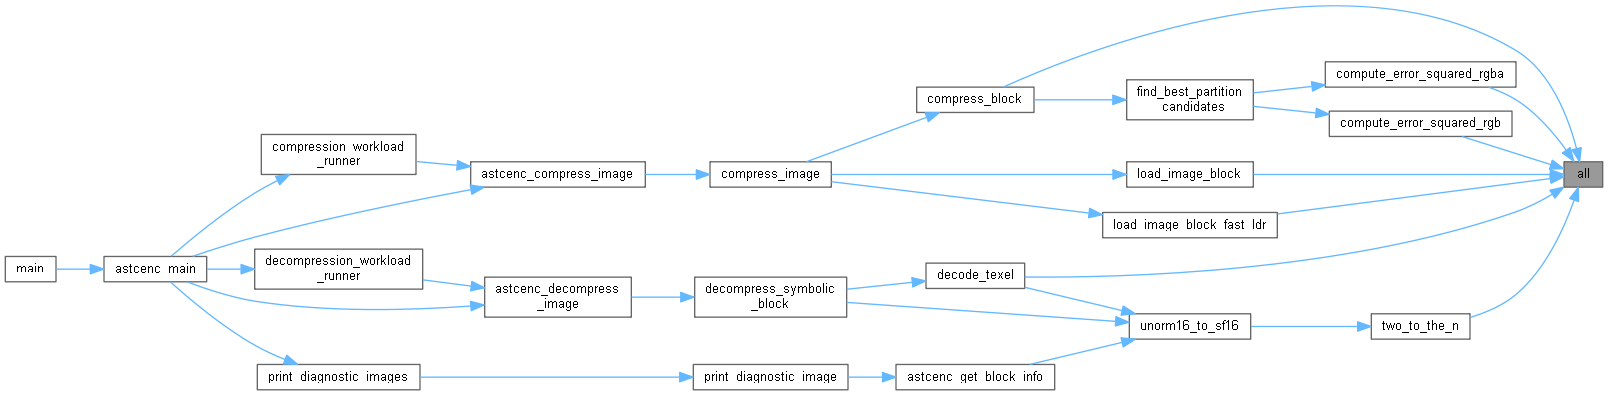 compute_error_squared_rgba
compress_block
find_best_partition
_candidates
compute_error_squared_rgb
compression_workload
_runner
astcenc_compress_image
compress_image
load_image_block
all
load_image_block_fast_ldr
main
astcenc_main
decompression_workload
_runner
astcenc_decompress
_image
decompress_symbolic
_block
decode_texel
unorm16_to_sf16
two_to_the_n
print_diagnostic_images
print_diagnostic_image
astcenc_get_block_info